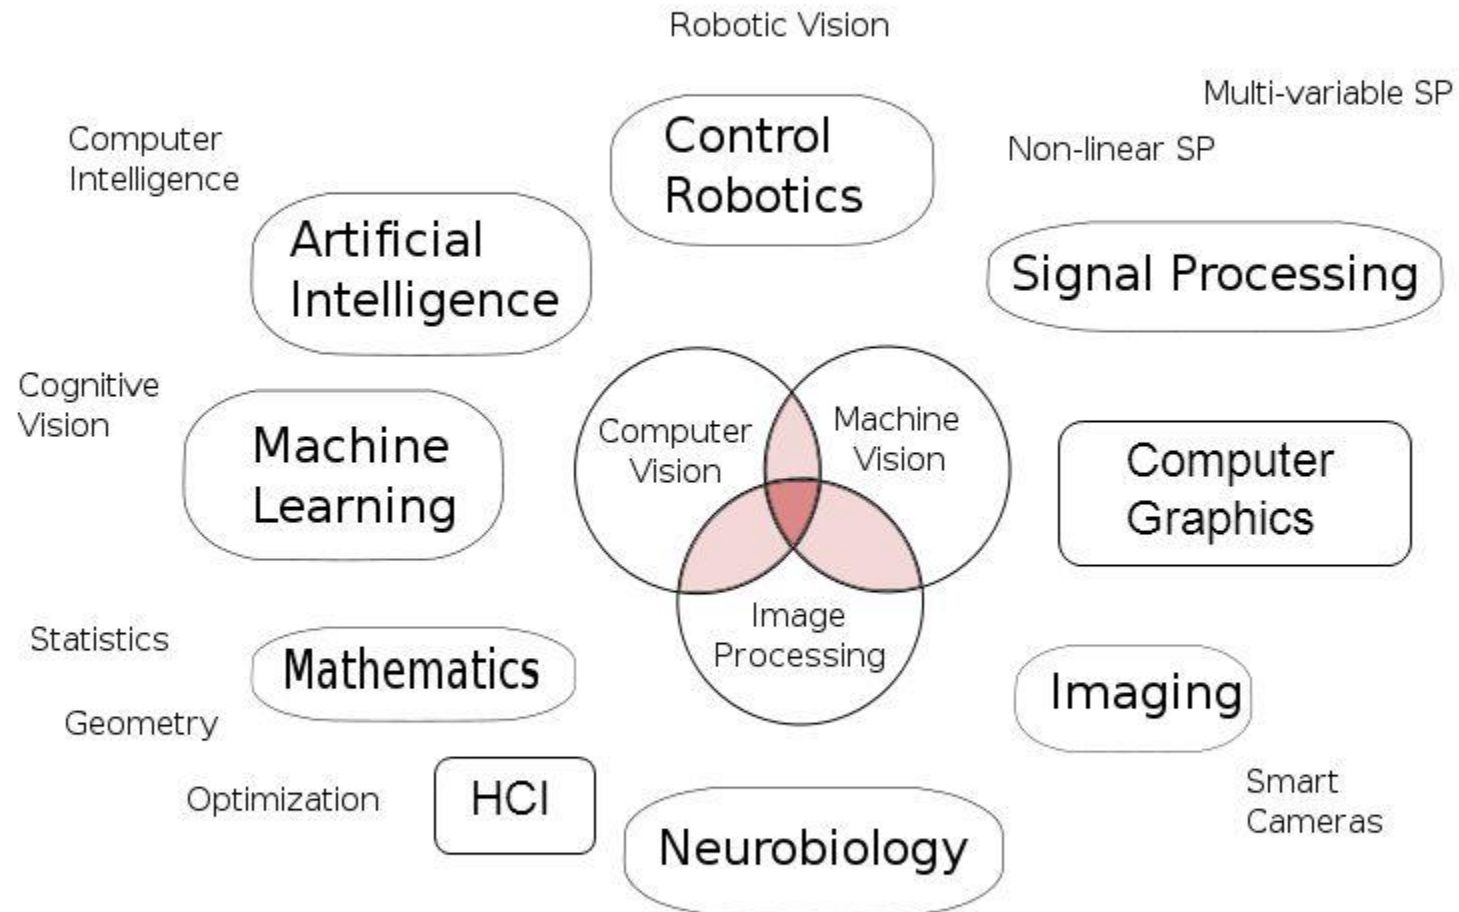 Robotic Vision
Multi-variable SP
Non-linear SP
Computer
Intelligence
Control
Robotics
Artificial
Intelligence
Signal Processing
Cognitive
Vision
Machine
Learning
Computer
Vision
Machine
Vision
Computer
Graphics
Image
Processing
Statistics
Mathematics
Geometry
Imaging
Optimization
HCI
Neurobiology
Smart
Cameras